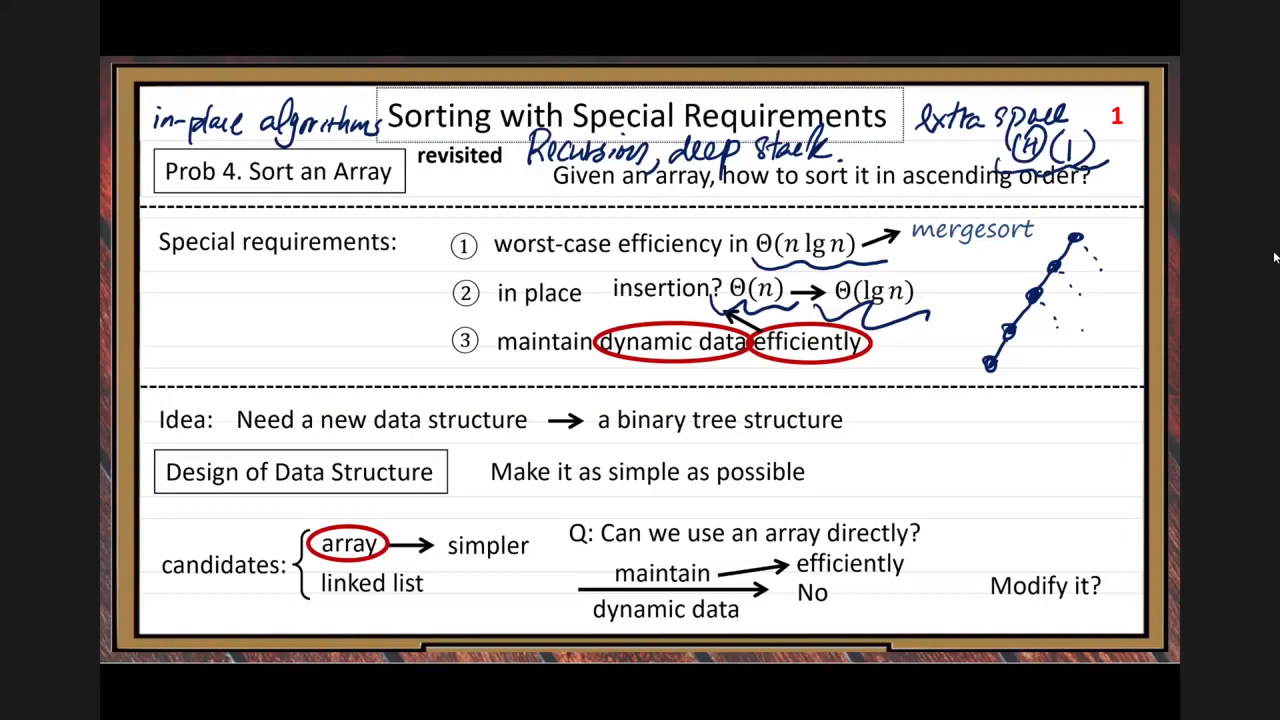 in-place algorithms Sorting with Special Requirements extra space 1
revisited Recursion, deep stack. Θ(1)
Prob 4. Sort an Array Given an array, how to sort it in ascending order?
Special requirements: ① worst-case efficiency in Θ(n lg n) → mergesort
② in place insertion? Θ(n) → Θ(lg n)
③ maintain dynamic data efficiently
Idea: Need a new data structure → a binary tree structure
Design of Data Structure Make it as simple as possible
candidates: { array → simpler
linked list
Q: Can we use an array directly?
maintain → efficiently
dynamic data → No
Modify it?